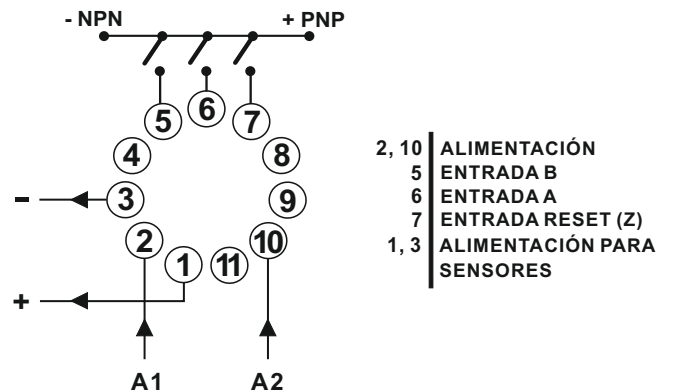 - NPN + PNP
5 6 7
4 8
- 3 9
2 10
1 11
+
A1 A2
2, 10 ALIMENTACIÓN
5 ENTRADA B
6 ENTRADA A
7 ENTRADA RESET (Z)
1, 3 ALIMENTACIÓN PARA
SENSORES